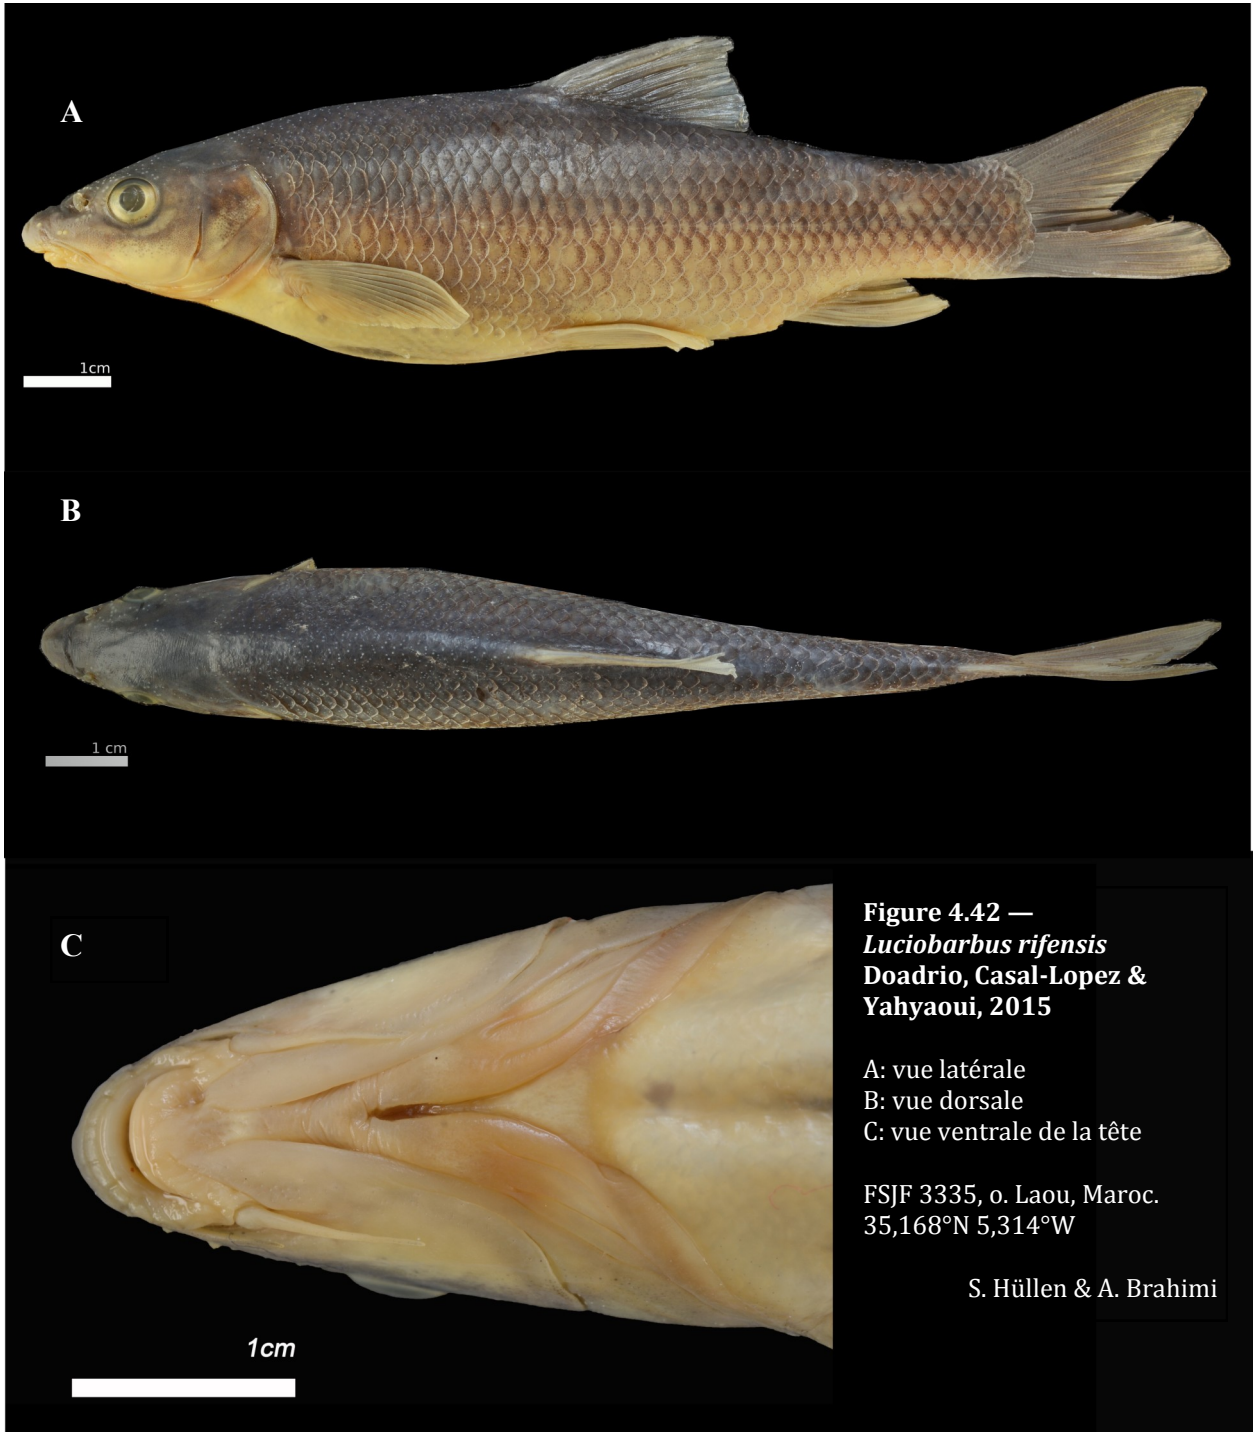 A
1cm
B
1 cm
C
1cm
Figure 4.42 —
Luciobarbus rifensis
Doadrio, Casal-Lopez &
Yahyaoui, 2015
A: vue latérale
B: vue dorsale
C: vue ventrale de la tête
FSJF 3335, o. Laou, Maroc.
35,168°N 5,314°W
S. Hüllen & A. Brahimi